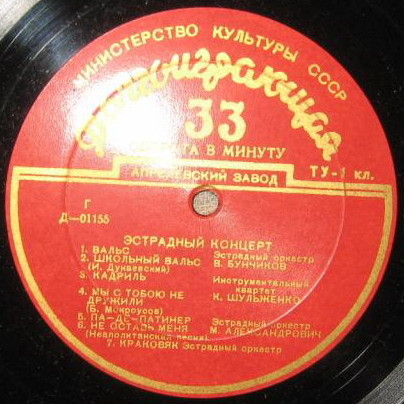 МИНИСТЕРСТВО КУЛЬТУРЫ СССР
Долгоиграющая
33
ОБОРОТА В МИНУТУ
АПРЕЛЕВСКИЙ ЗАВОД
ТУ-1 кл.
Г
Д—01155
ЭСТРАДНЫЙ КОНЦЕРТ
1. ВАЛЬС Эстрадный оркестр
2. ШКОЛЬНЫЙ ВАЛЬС В. БУНЧИКОВ
(И. Дунаевский)
3. КАДРИЛЬ Инструментальный
квартет
4. МЫ С ТОБОЮ НЕ К. ШУЛЬЖЕНКО
ДРУЖИЛИ
(Б. Мокроусов)
5. ПА-ДЕ-ПАТИНЕР Эстрадный оркестр
6. НЕ ОСТАВЬ МЕНЯ М. АЛЕКСАНДРОВИЧ
(Неаполитанская песня)
7. КРАКОВЯК Эстрадный оркестр